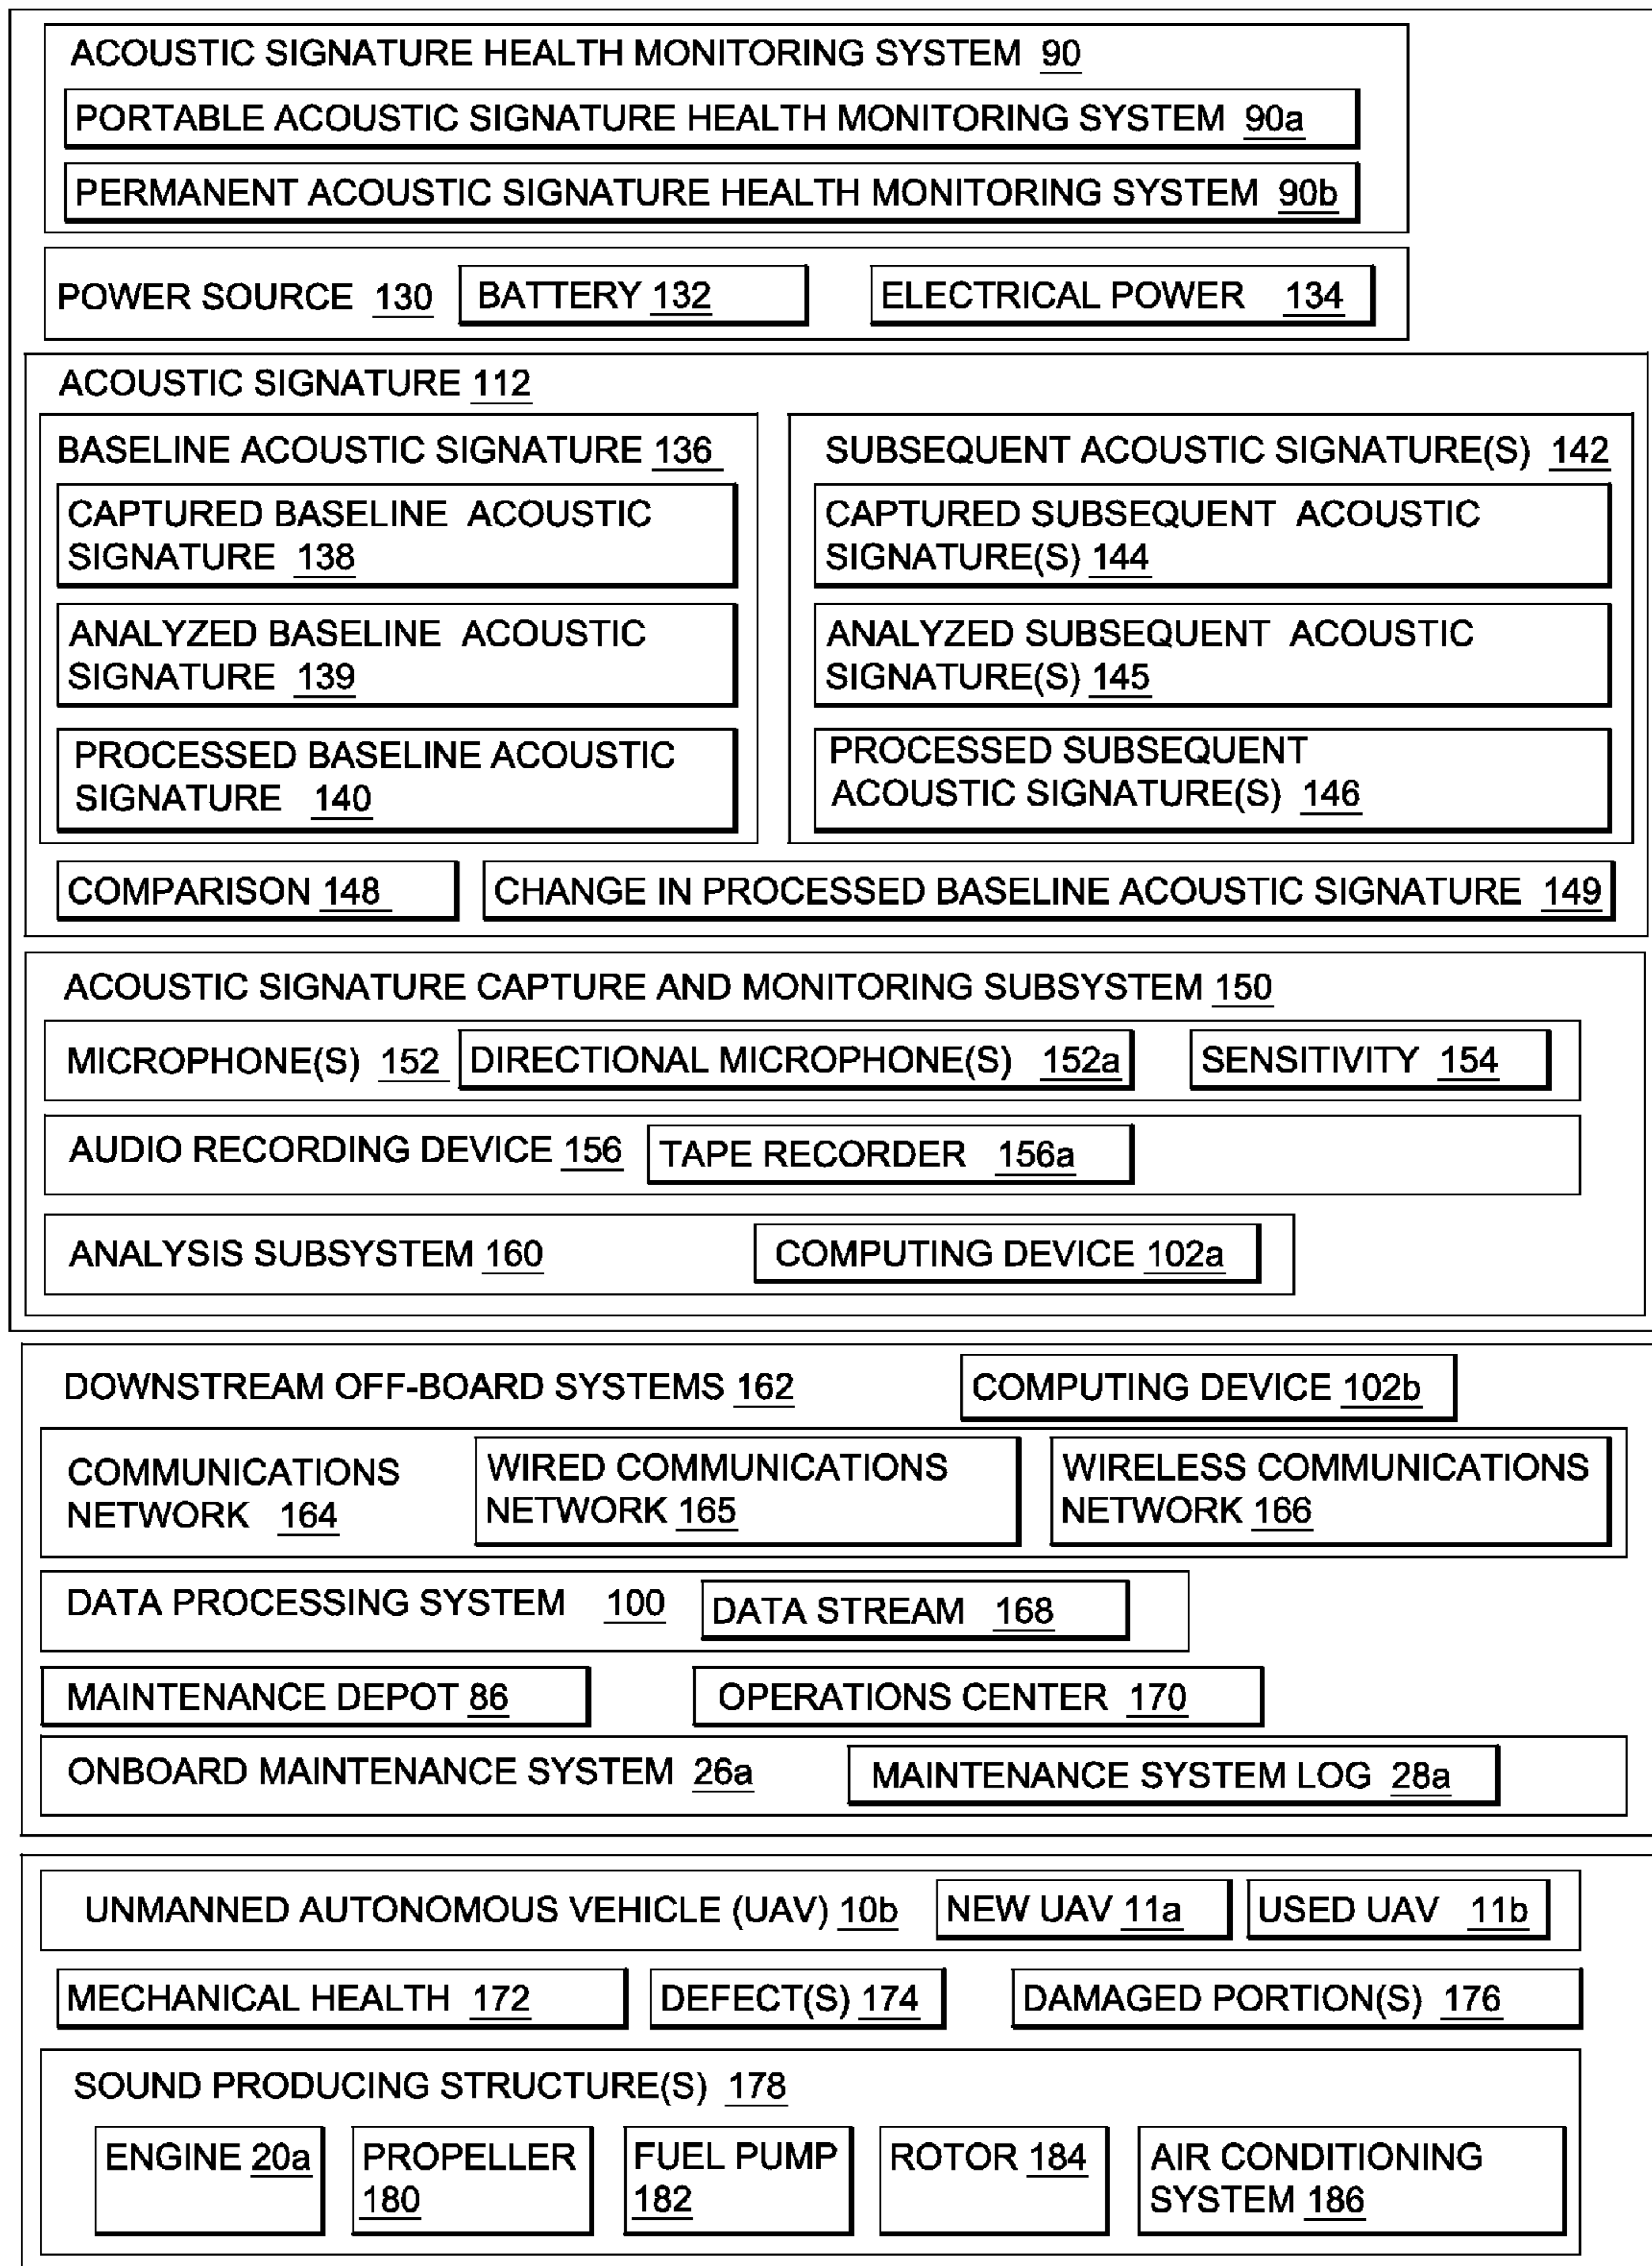 ACOUSTIC SIGNATURE HEALTH MONITORING SYSTEM 90
PORTABLE ACOUSTIC SIGNATURE HEALTH MONITORING SYSTEM 90a
PERMANENT ACOUSTIC SIGNATURE HEALTH MONITORING SYSTEM 90b
POWER SOURCE 130 BATTERY 132 ELECTRICAL POWER 134
ACOUSTIC SIGNATURE 112
BASELINE ACOUSTIC SIGNATURE 136
CAPTURED BASELINE ACOUSTIC
SIGNATURE 138
ANALYZED BASELINE ACOUSTIC
SIGNATURE 139
PROCESSED BASELINE ACOUSTIC
SIGNATURE 140
SUBSEQUENT ACOUSTIC SIGNATURE(S) 142
CAPTURED SUBSEQUENT ACOUSTIC
SIGNATURE(S) 144
ANALYZED SUBSEQUENT ACOUSTIC
SIGNATURE(S) 145
PROCESSED SUBSEQUENT
ACOUSTIC SIGNATURE(S) 146
COMPARISON 148 CHANGE IN PROCESSED BASELINE ACOUSTIC SIGNATURE 149
ACOUSTIC SIGNATURE CAPTURE AND MONITORING SUBSYSTEM 150
MICROPHONE(S) 152 DIRECTIONAL MICROPHONE(S) 152a SENSITIVITY 154
AUDIO RECORDING DEVICE 156 TAPE RECORDER 156a
ANALYSIS SUBSYSTEM 160 COMPUTING DEVICE 102a
DOWNSTREAM OFF-BOARD SYSTEMS 162 COMPUTING DEVICE 102b
COMMUNICATIONS
NETWORK 164
WIRED COMMUNICATIONS
NETWORK 165
WIRELESS COMMUNICATIONS
NETWORK 166
DATA PROCESSING SYSTEM 100 DATA STREAM 168
MAINTENANCE DEPOT 86 OPERATIONS CENTER 170
ONBOARD MAINTENANCE SYSTEM 26a MAINTENANCE SYSTEM LOG 28a
UNMANNED AUTONOMOUS VEHICLE (UAV) 10b NEW UAV 11a USED UAV 11b
MECHANICAL HEALTH 172 DEFECT(S) 174 DAMAGED PORTION(S) 176
SOUND PRODUCING STRUCTURE(S) 178
ENGINE 20a
PROPELLER
180
FUEL PUMP
182
ROTOR 184
AIR CONDITIONING
SYSTEM 186